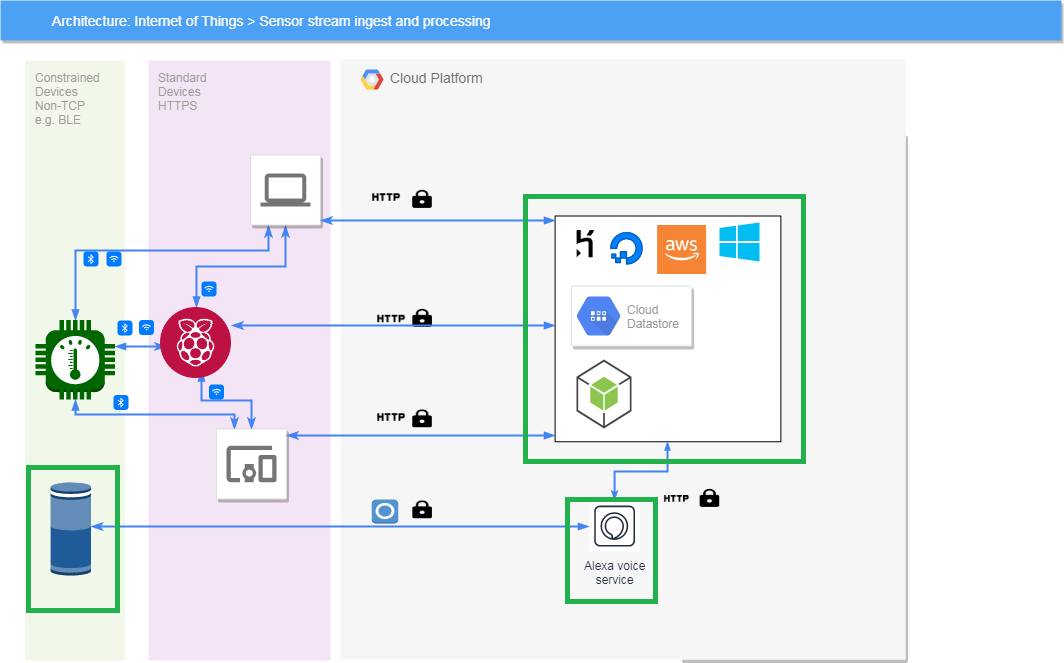 Architecture: Internet of Things > Sensor stream ingest and processing
Constrained
Devices
Non-TCP
e.g. BLE
Standard
Devices
HTTPS
Cloud Platform
HTTP
aws
Cloud
Datastore
HTTP
HTTP
HTTP
Alexa voice
service